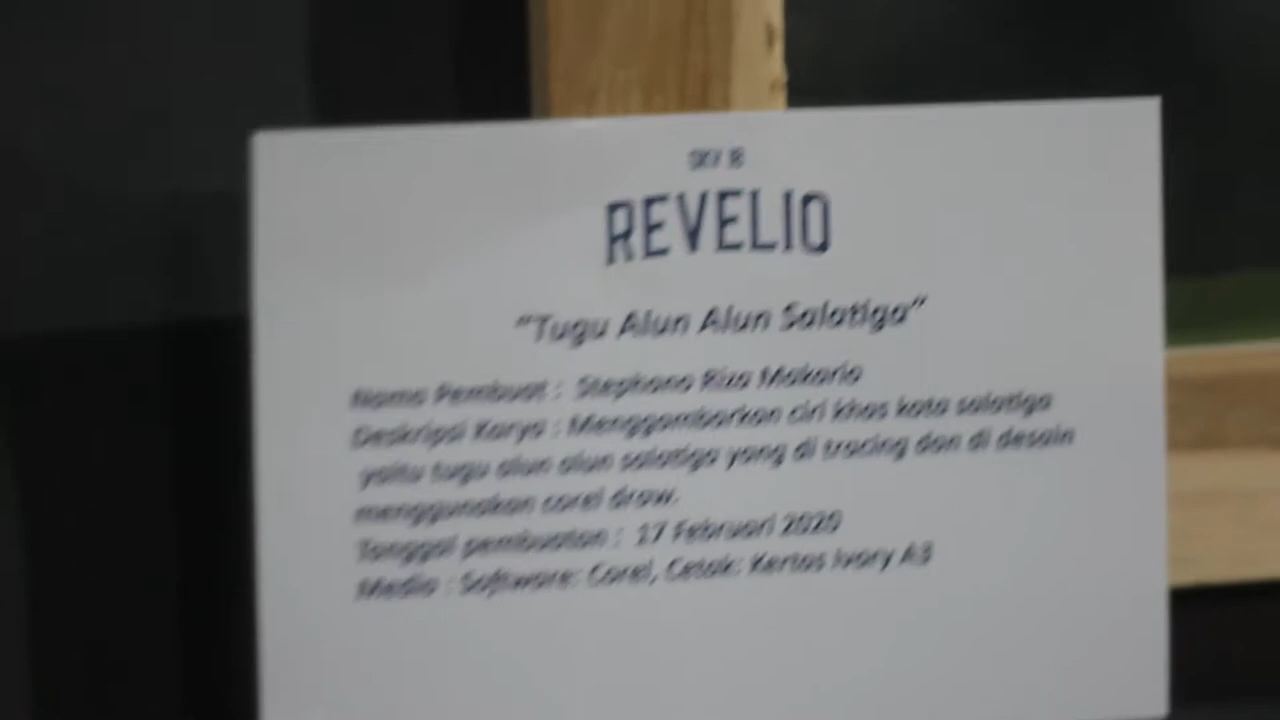 REVELIO
"Tugu Alun Alun Salatiga"
Nama Pembuat : Stephano Riza Makario
Deskripsi Karya : Menggambarkan ciri khas kota salatiga
yaitu tugu alun alun salatiga yang di tracing dan di desain
menggunakan corel draw.
Tanggal pembuatan : 17 Februari 2020
Media : Software: Corel, Cetak: Kertas Ivory A3